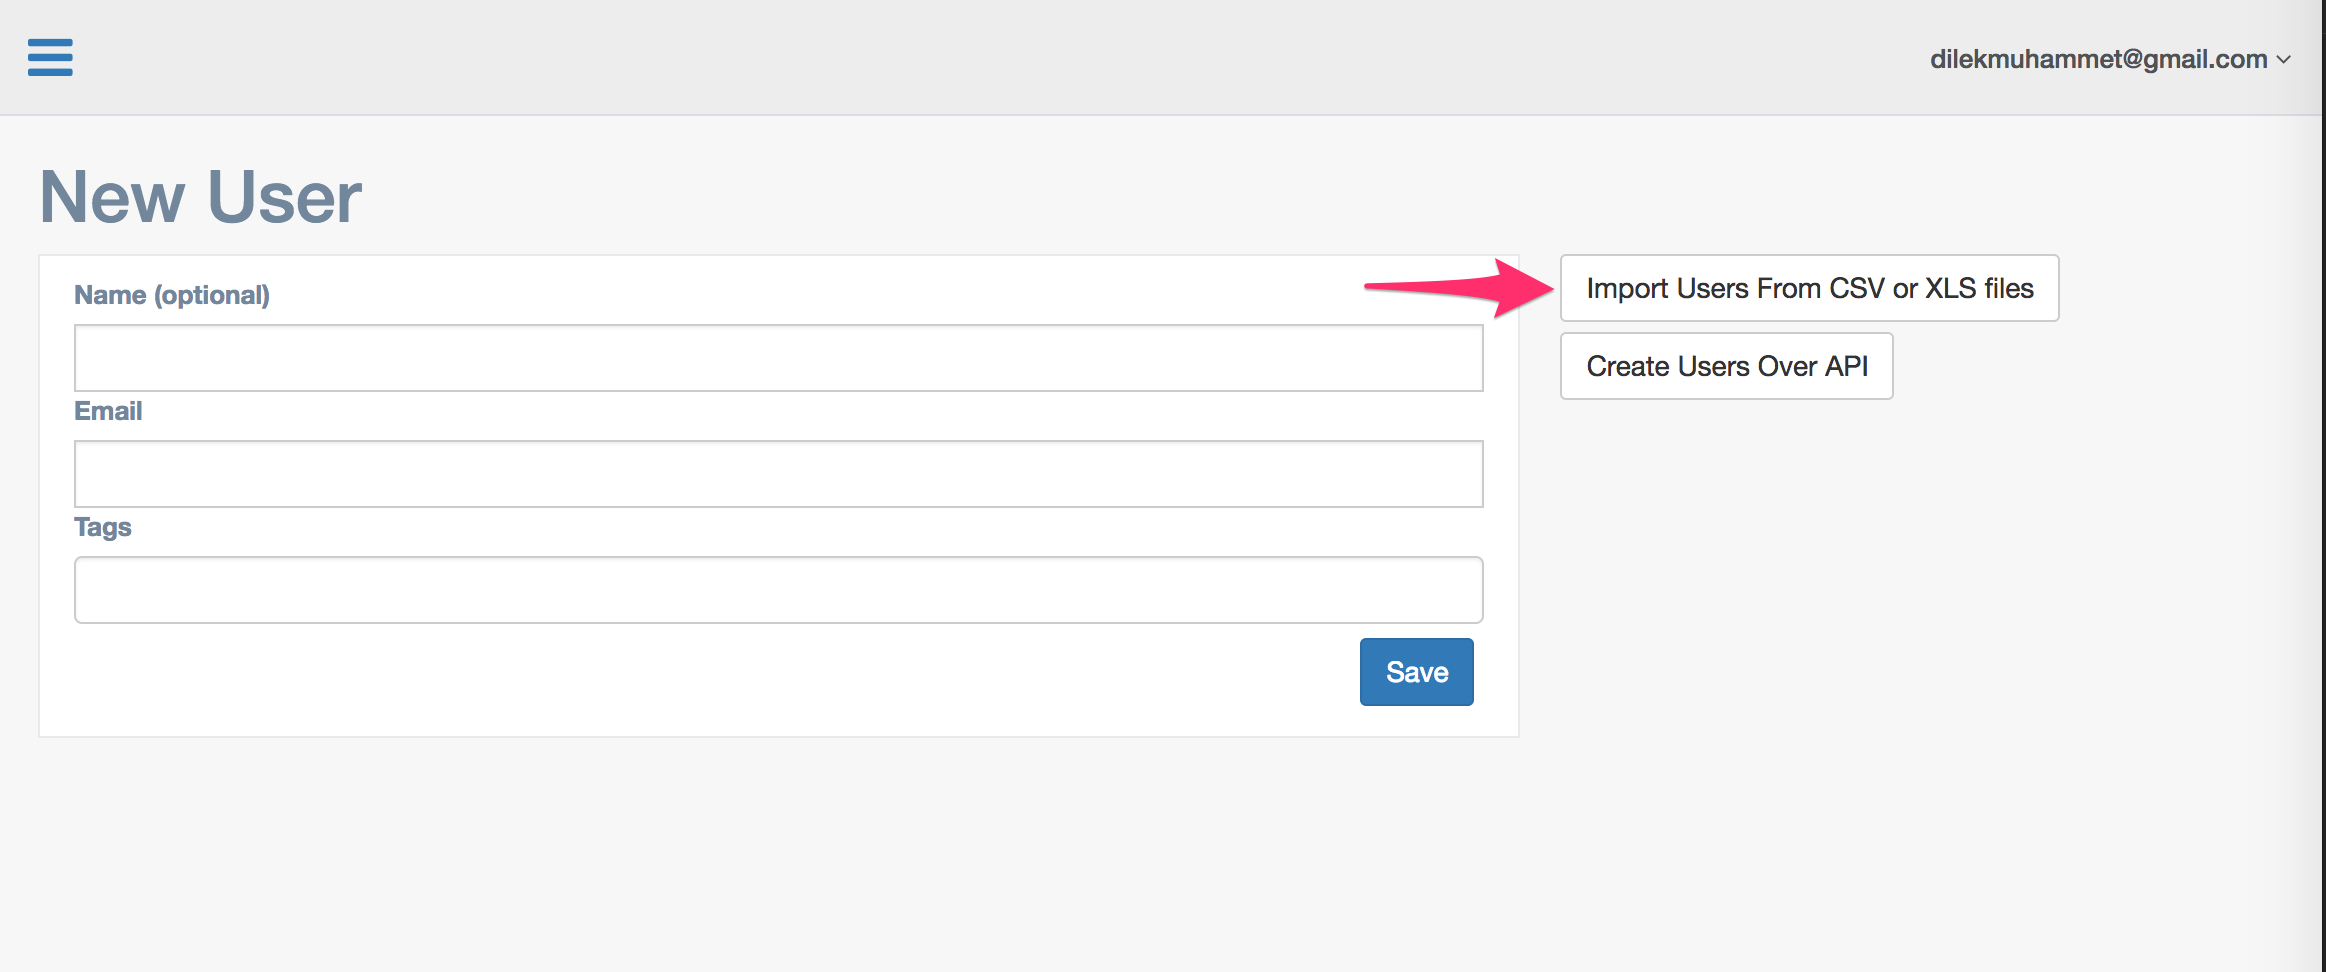 dilekmuhammet@gmail.com
New User
Name (optional)
Email
Tags
Save
Import Users From CSV or XLS files
Create Users Over API